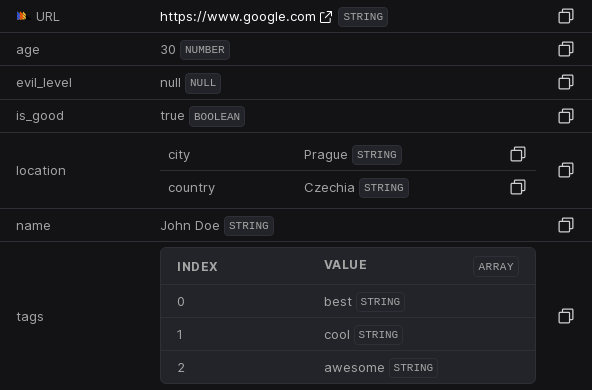 URL https://www.google.com STRING
age 30 NUMBER
evil_level null NULL
is_good true BOOLEAN
location
city Prague STRING
country Czechia STRING
name John Doe STRING
tags
INDEX VALUE ARRAY
0 best STRING
1 cool STRING
2 awesome STRING